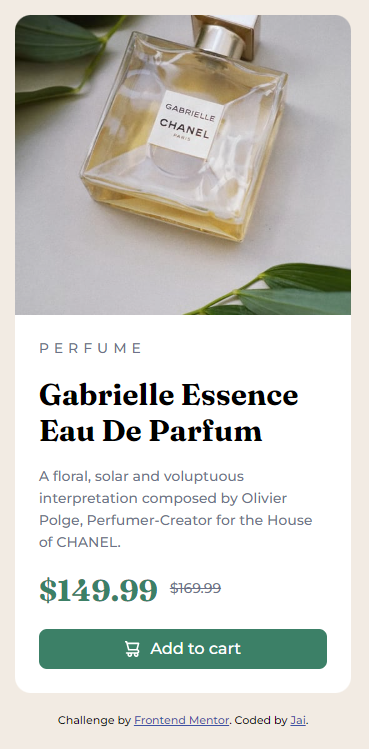 GABRIELLE
CHANEL
PARIS
PERFUME
Gabrielle Essence
Eau De Parfum
A floral, solar and voluptuous
interpretation composed by Olivier
Polge, Perfumer-Creator for the House
of CHANEL.
$149.99 $169.99
Add to cart
Challenge by Frontend Mentor. Coded by Jai.